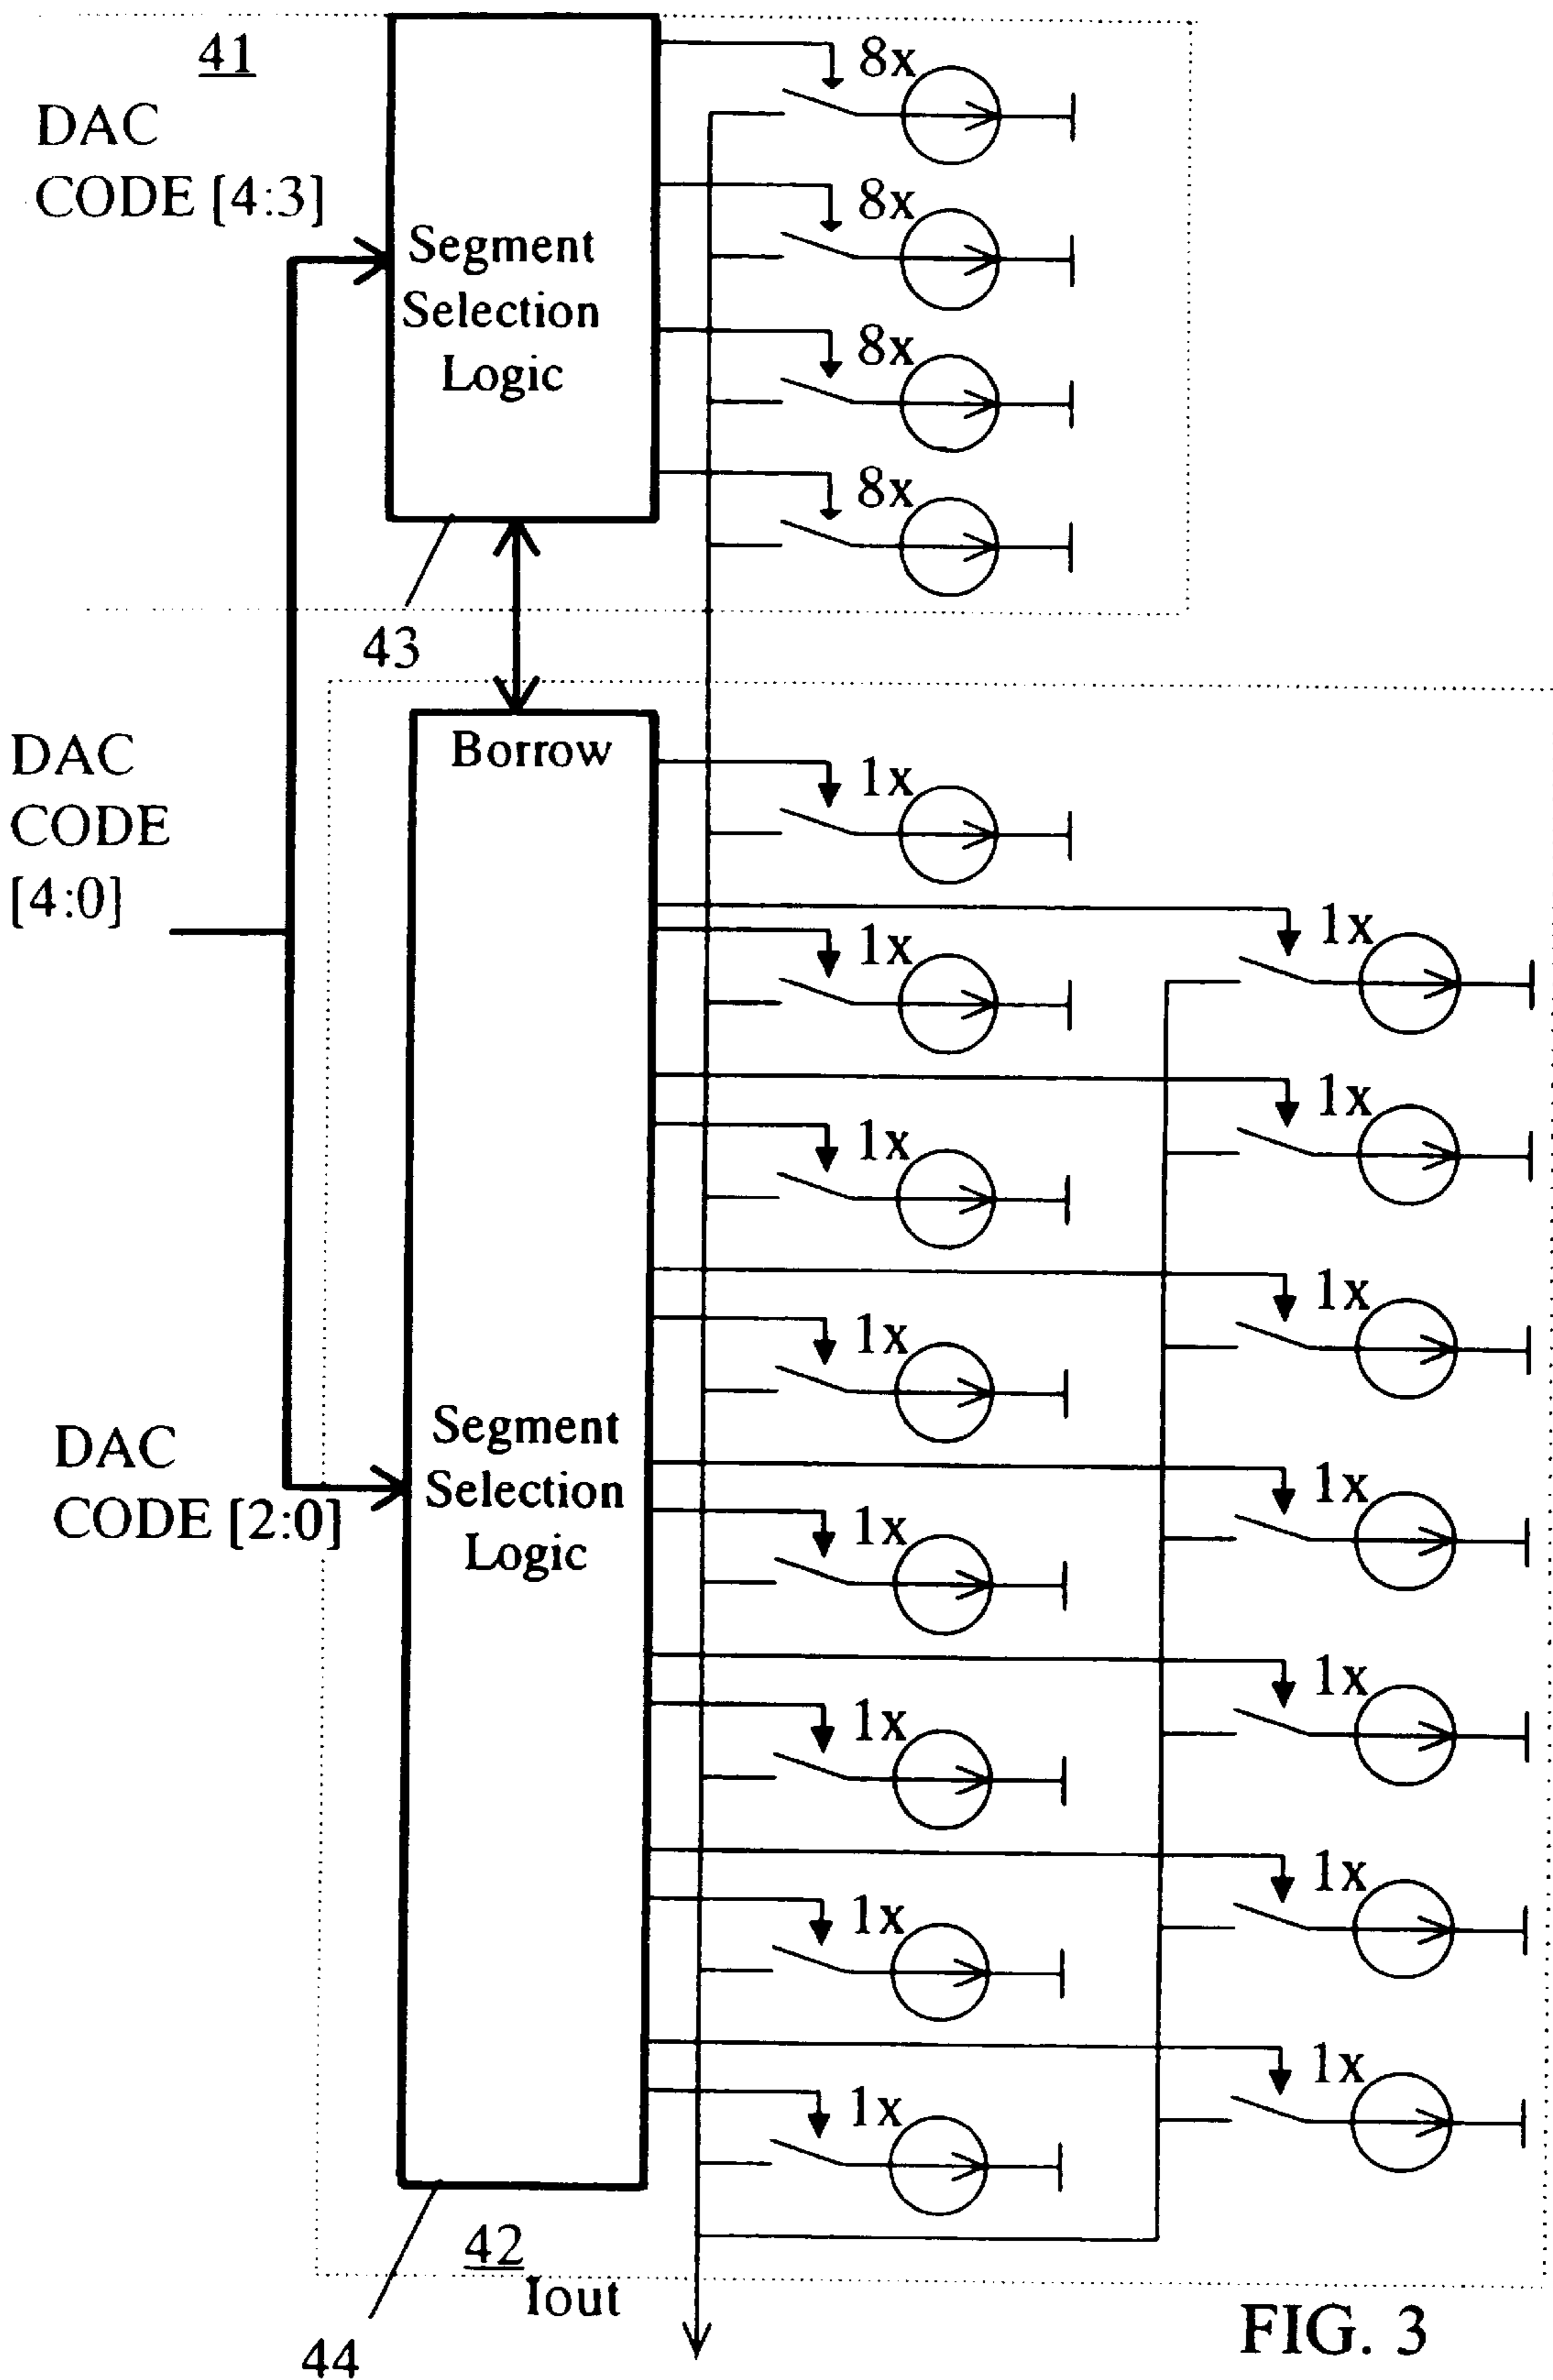 41
DAC
CODE [4:3]
Segment
Selection
Logic
8x
8x
8x
8x
43
DAC
CODE
[4:0]
Borrow
1x
1x
1x
1x
1x
1x
1x
1x
1x
1x
1x
DAC
CODE [2:0]
Segment
Selection
Logic
1x
1x
1x
1x
42
Iout
44
FIG. 3